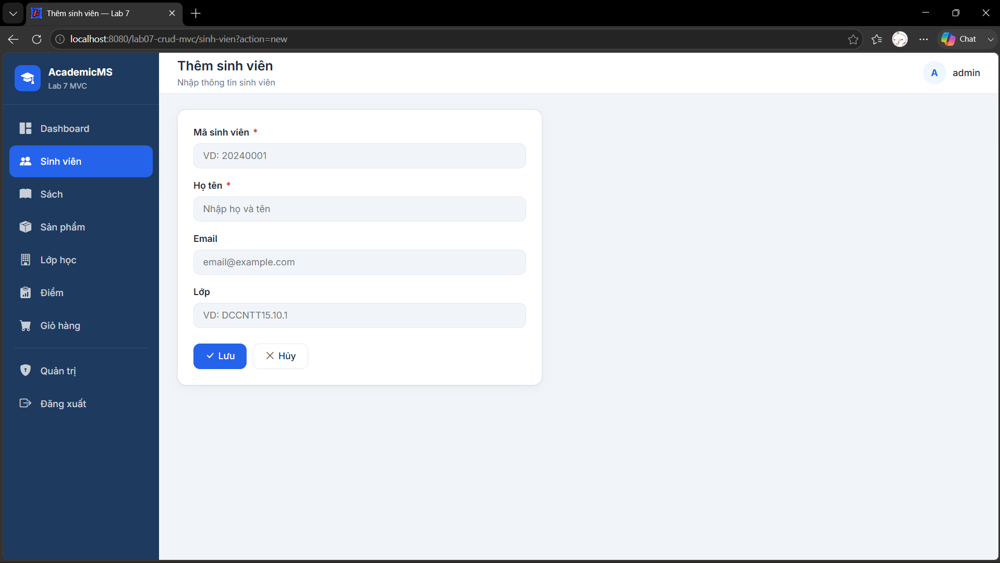 Thêm sinh viên — Lab 7
localhost:8080/lab07-crud-mvc/sinh-vien?action=new
Chat
AcademicMS
Lab 7 MVC
Dashboard
Sinh viên
Sách
Sản phẩm
Lớp học
Điểm
Giỏ hàng
Quản trị
Đăng xuất
Thêm sinh viên
Nhập thông tin sinh viên
A admin
Mã sinh viên *
VD: 20240001
Họ tên *
Nhập họ và tên
Email
email@example.com
Lớp
VD: DCCNTT15.10.1
Lưu
Hủy